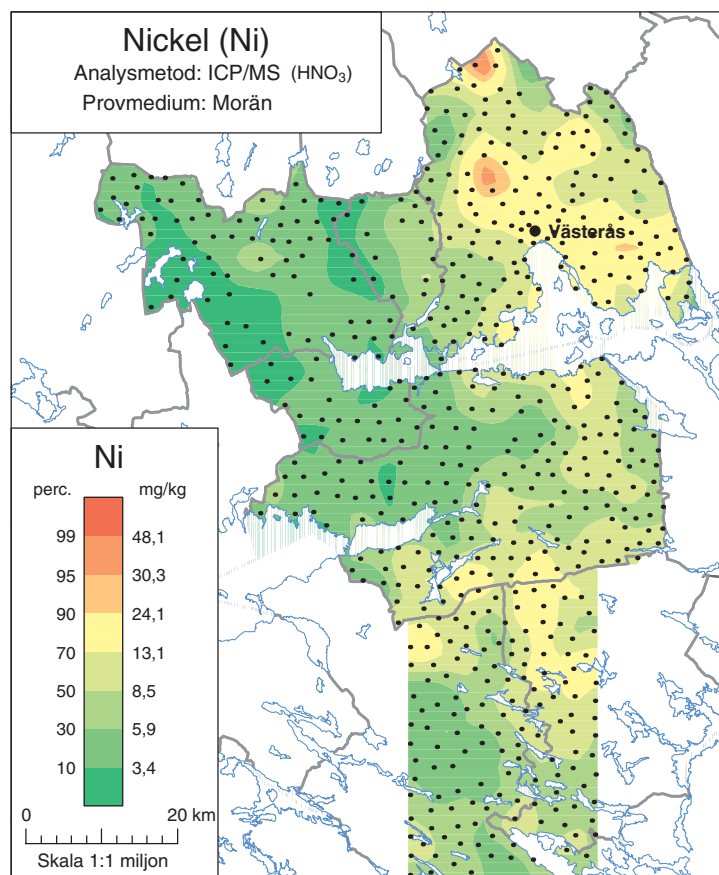 Nickel (Ni)
Analysmetod: ICP/MS (HNO₃)
Provmedium: Morän
Västerås
Ni
perc. mg/kg
99 48,1
95 30,3
90 24,1
70 13,1
50 8,5
30 5,9
10 3,4
0 20 km
Skala 1:1 miljon